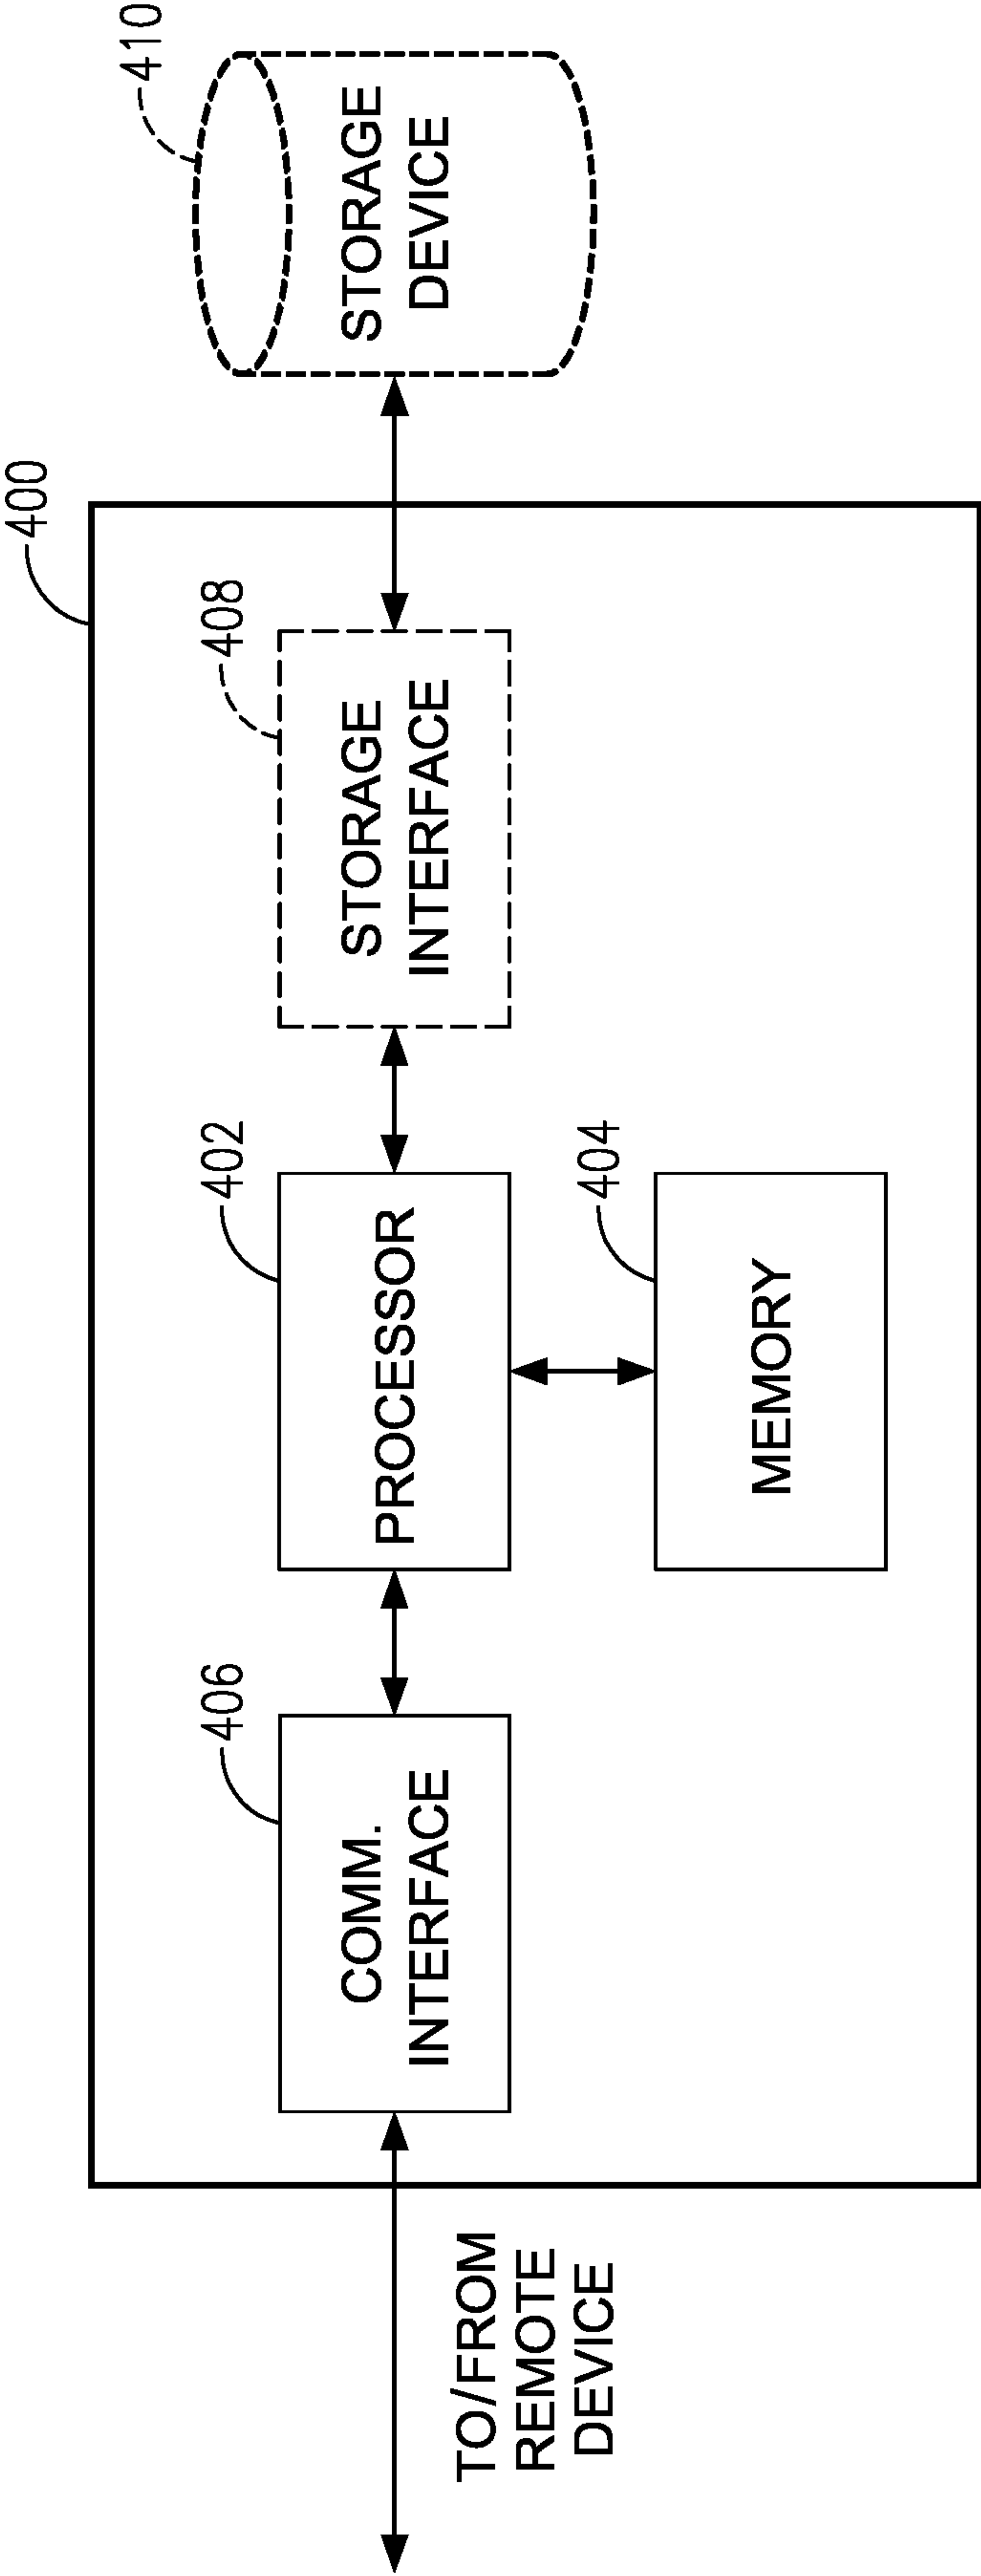 400
410
406
402
408
COMM.
INTERFACE
PROCESSOR
STORAGE
INTERFACE
STORAGE
DEVICE
TO/FROM
REMOTE
DEVICE
404
MEMORY